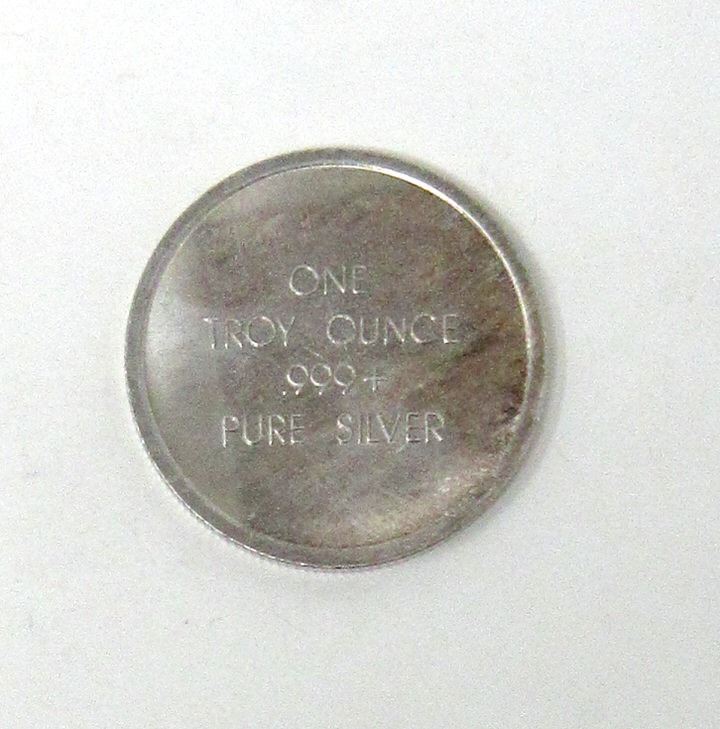 ONE
TROY OUNCE
.999+
PURE SILVER